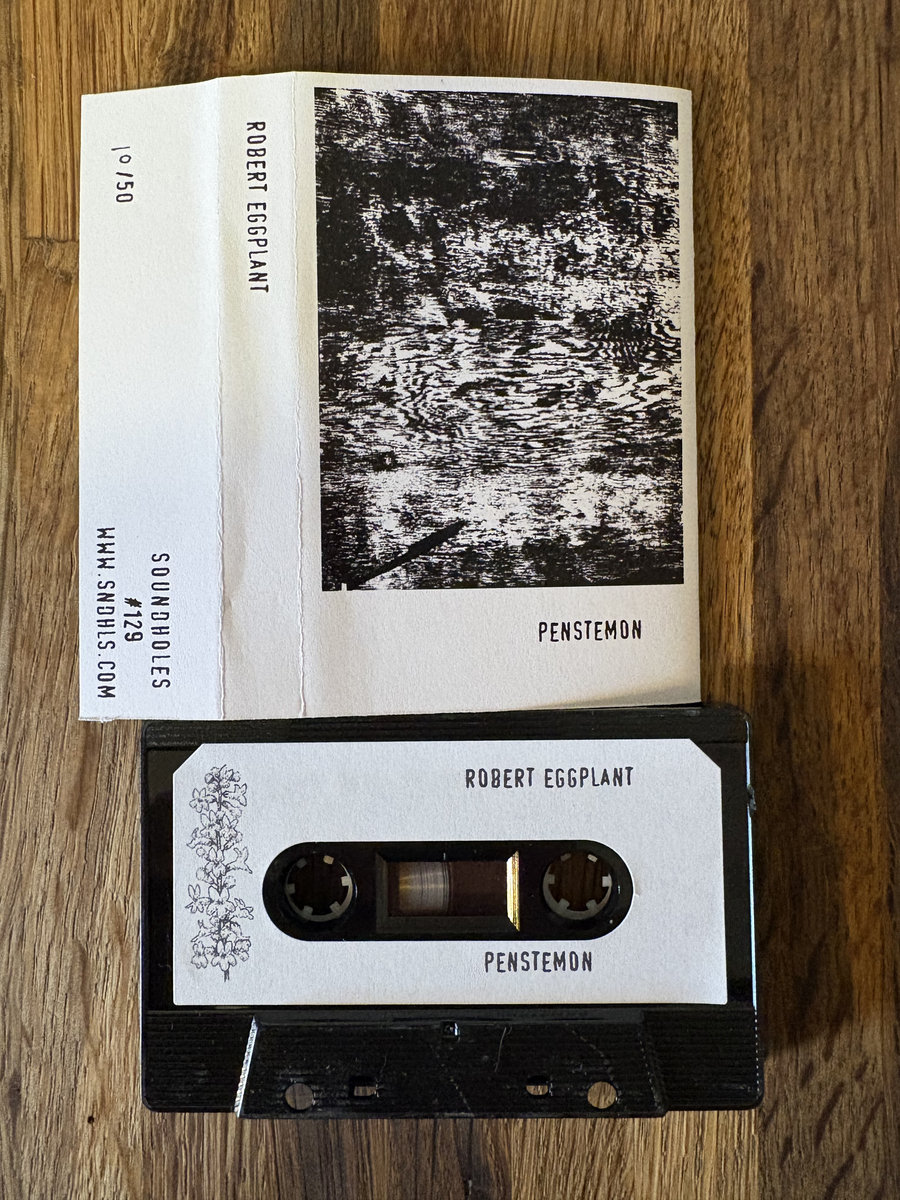 10/50
SOUNDHOLES
#129
WWW.SNDHLS.COM
ROBERT EGGPLANT
PENSTEMON
ROBERT EGGPLANT
PENSTEMON